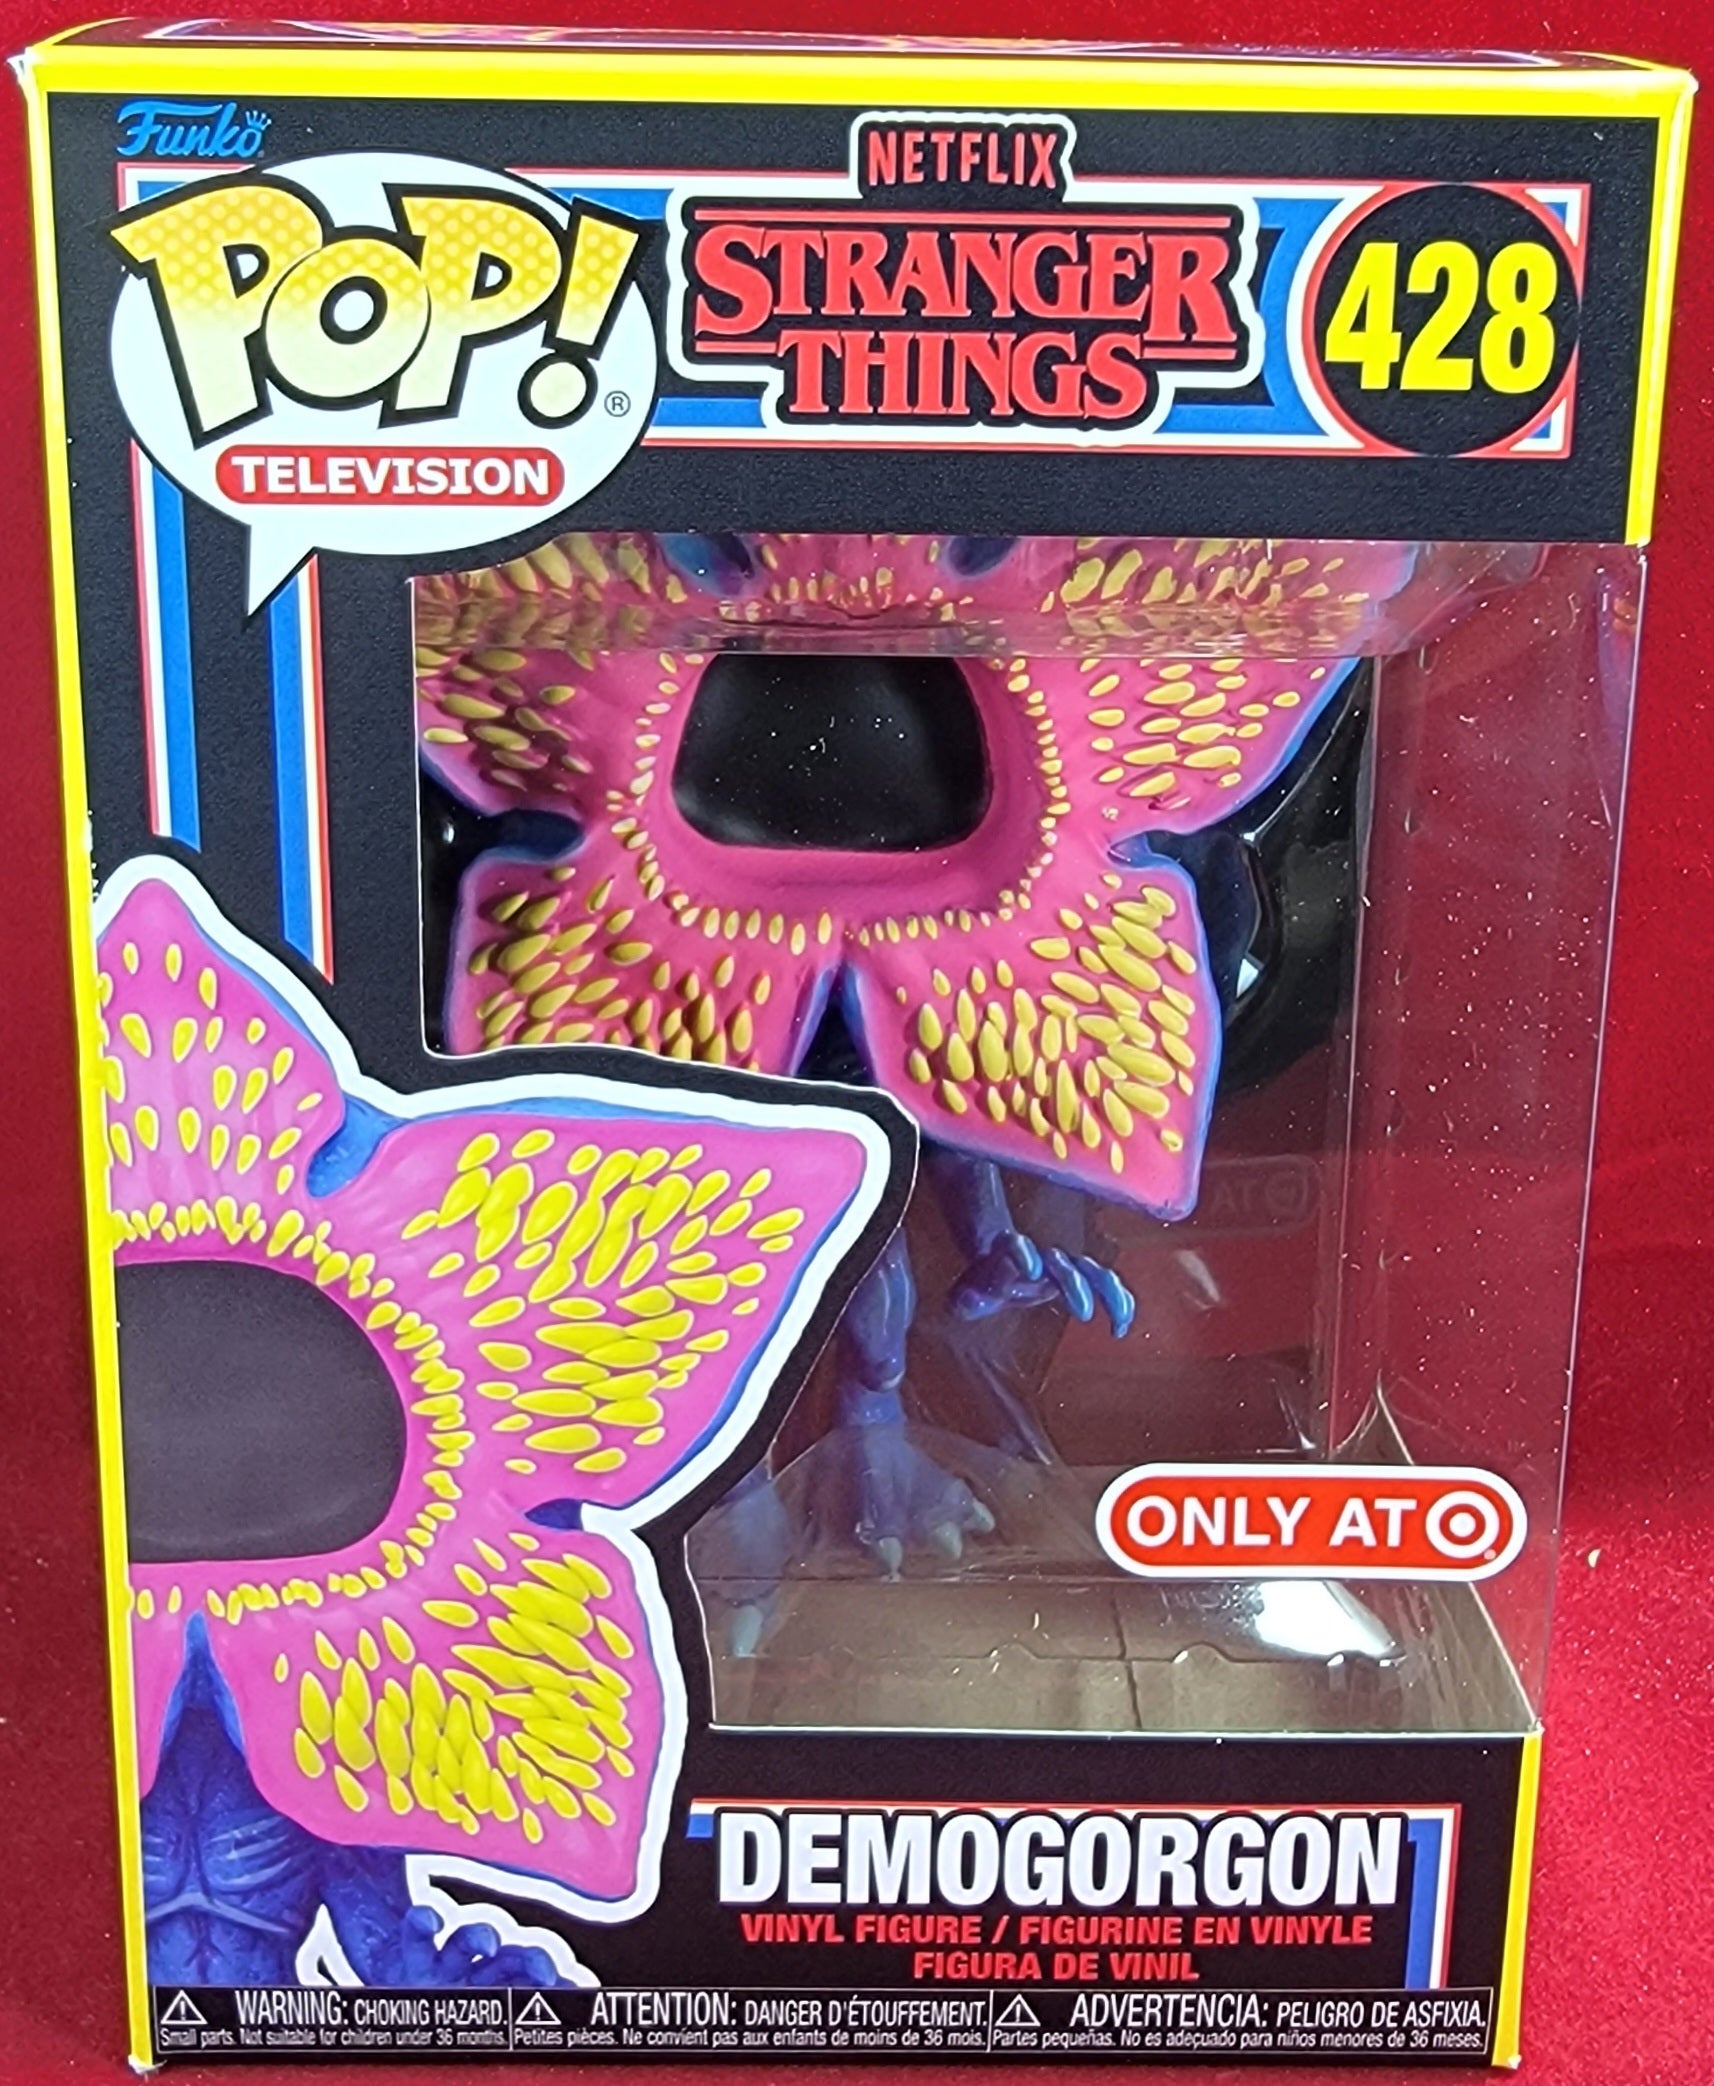 Funko
POP!®
TELEVISION
NETFLIX
STRANGER
THINGS
428
ONLY AT
DEMOGORGON
VINYL FIGURE / FIGURINE EN VINYLE
FIGURA DE VINIL
WARNING: CHOKING HAZARD.
Small parts. Not suitable for children under 36 months.
ATTENTION: DANGER D'ÉTOUFFEMENT.
Petites pièces. Ne convient pas aux enfants de moins de 36 mois.
ADVERTENCIA: PELIGRO DE ASFIXIA.
Partes pequeñas. No es adecuado para niños menores de 36 meses.